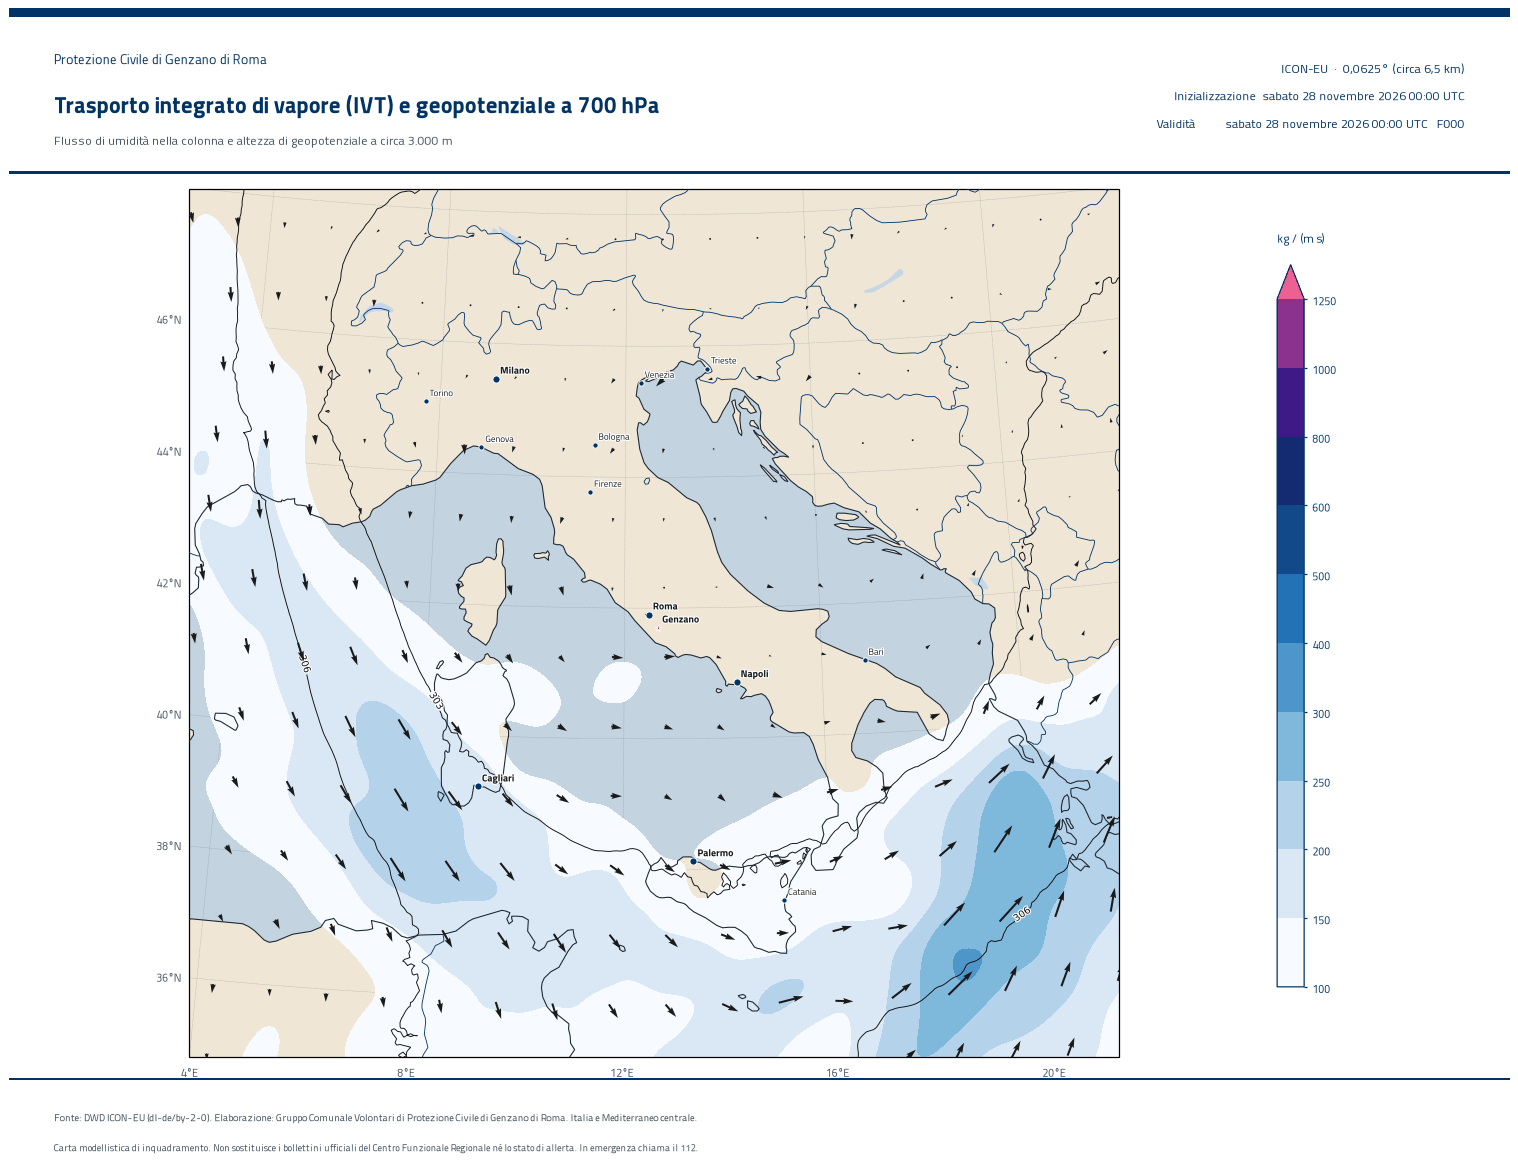 Protezione Civile di Genzano di Roma
Trasporto integrato di vapore (IVT) e geopotenziale a 700 hPa
Flusso di umidità nella colonna e altezza di geopotenziale a circa 3.000 m
ICON-EU · 0,0625° (circa 6,5 km)
Inizializzazione sabato 28 novembre 2026 00:00 UTC
Validità sabato 28 novembre 2026 00:00 UTC F000
kg / (m s)
1250
1000
800
600
500
400
300
250
200
150
100
46°N
44°N
42°N
40°N
38°N
36°N
4°E
8°E
12°E
16°E
20°E
Trieste
Venezia
Milano
Torino
Genova
Bologna
Firenze
Roma
Genzano
Bari
Napoli
Cagliari
Palermo
Catania
306
303
306
Fonte: DWD ICON-EU (dl-de/by-2-0). Elaborazione: Gruppo Comunale Volontari di Protezione Civile di Genzano di Roma. Italia e Mediterraneo centrale.
Carta modellistica di inquadramento. Non sostituisce i bollettini ufficiali del Centro Funzionale Regionale né lo stato di allerta. In emergenza chiama il 112.